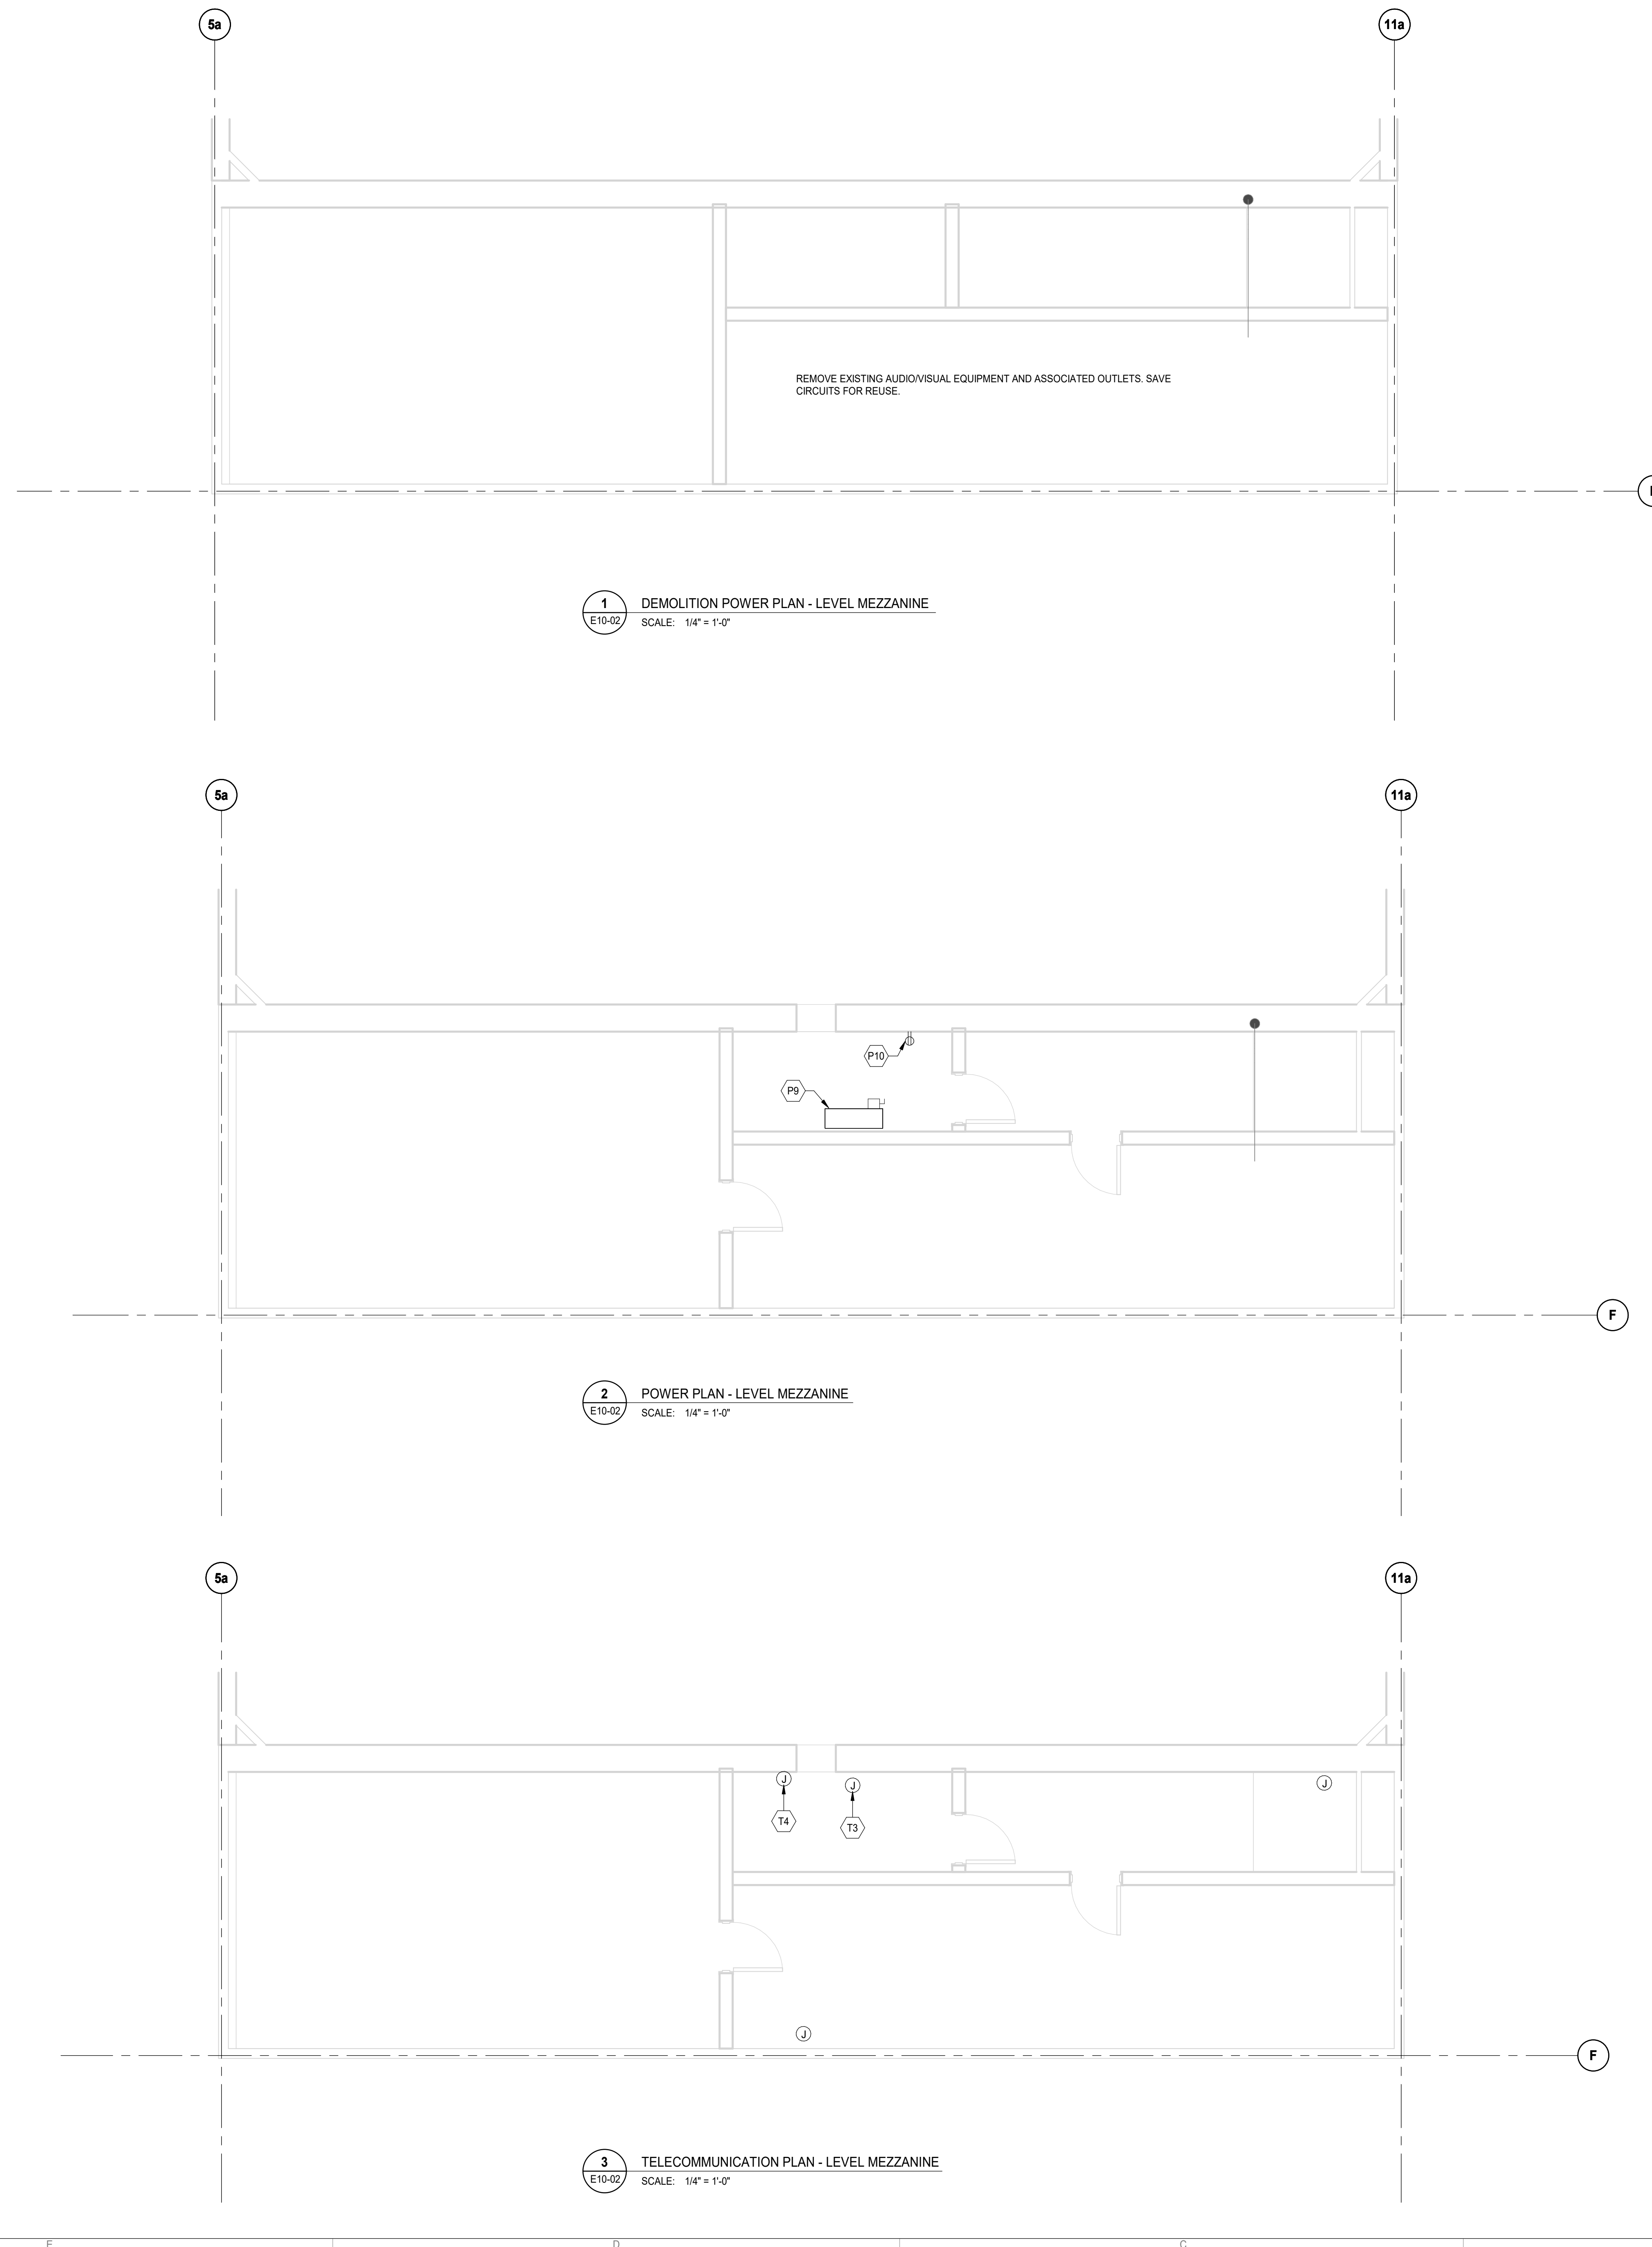 5a
11a
REMOVE EXISTING AUDIO/VISUAL EQUIPMENT AND ASSOCIATED OUTLETS. SAVE
CIRCUITS FOR REUSE.
1
E10-02
DEMOLITION POWER PLAN - LEVEL MEZZANINE
SCALE: 1/4" = 1'-0"
5a
11a
P10
P9
F
2
E10-02
POWER PLAN - LEVEL MEZZANINE
SCALE: 1/4" = 1'-0"
5a
11a
J
J
J
T4
T3
J
F
3
E10-02
TELECOMMUNICATION PLAN - LEVEL MEZZANINE
SCALE: 1/4" = 1'-0"
D
C